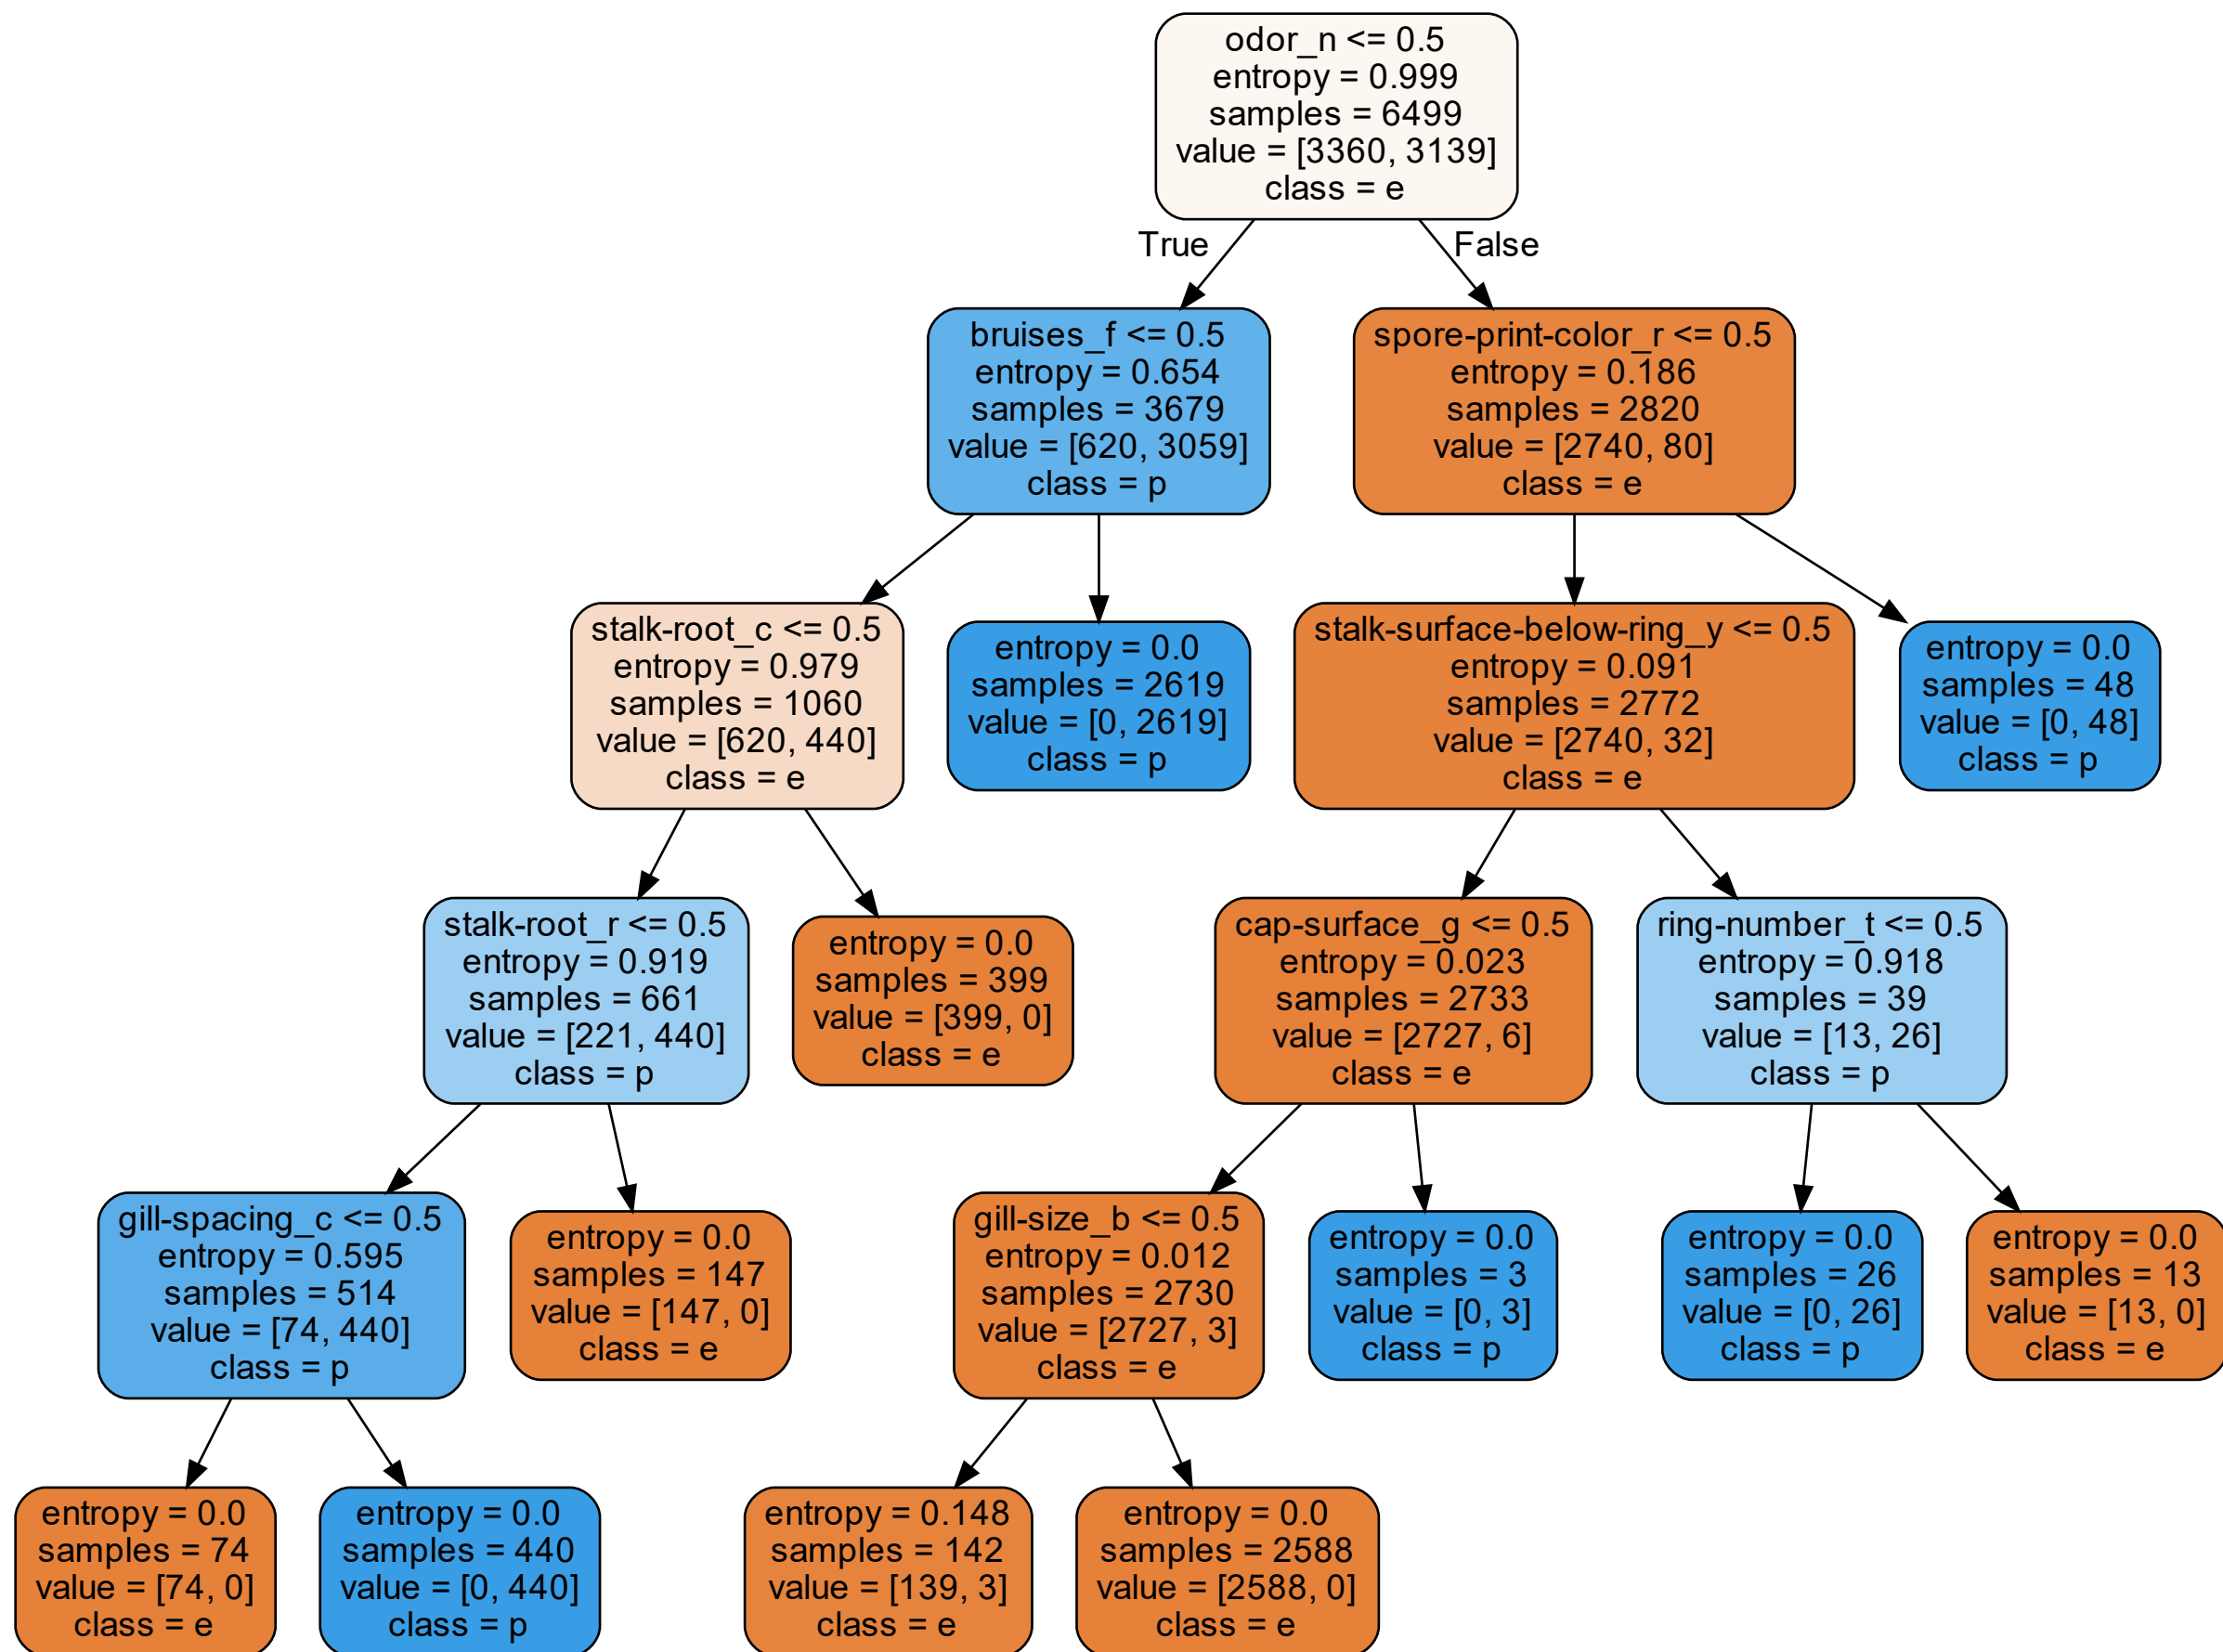 odor_n <= 0.5
entropy = 0.999
samples = 6499
value = [3360, 3139]
class = e
True
False
bruises_f <= 0.5
entropy = 0.654
samples = 3679
value = [620, 3059]
class = p
spore-print-color_r <= 0.5
entropy = 0.186
samples = 2820
value = [2740, 80]
class = e
stalk-root_c <= 0.5
entropy = 0.979
samples = 1060
value = [620, 440]
class = e
entropy = 0.0
samples = 2619
value = [0, 2619]
class = p
stalk-surface-below-ring_y <= 0.5
entropy = 0.091
samples = 2772
value = [2740, 32]
class = e
entropy = 0.0
samples = 48
value = [0, 48]
class = p
stalk-root_r <= 0.5
entropy = 0.919
samples = 661
value = [221, 440]
class = p
entropy = 0.0
samples = 399
value = [399, 0]
class = e
cap-surface_g <= 0.5
entropy = 0.023
samples = 2733
value = [2727, 6]
class = e
ring-number_t <= 0.5
entropy = 0.918
samples = 39
value = [13, 26]
class = p
gill-spacing_c <= 0.5
entropy = 0.595
samples = 514
value = [74, 440]
class = p
entropy = 0.0
samples = 147
value = [147, 0]
class = e
gill-size_b <= 0.5
entropy = 0.012
samples = 2730
value = [2727, 3]
class = e
entropy = 0.0
samples = 3
value = [0, 3]
class = p
entropy = 0.0
samples = 26
value = [0, 26]
class = p
entropy = 0.0
samples = 13
value = [13, 0]
class = e
entropy = 0.0
samples = 74
value = [74, 0]
class = e
entropy = 0.0
samples = 440
value = [0, 440]
class = p
entropy = 0.148
samples = 142
value = [139, 3]
class = e
entropy = 0.0
samples = 2588
value = [2588, 0]
class = e